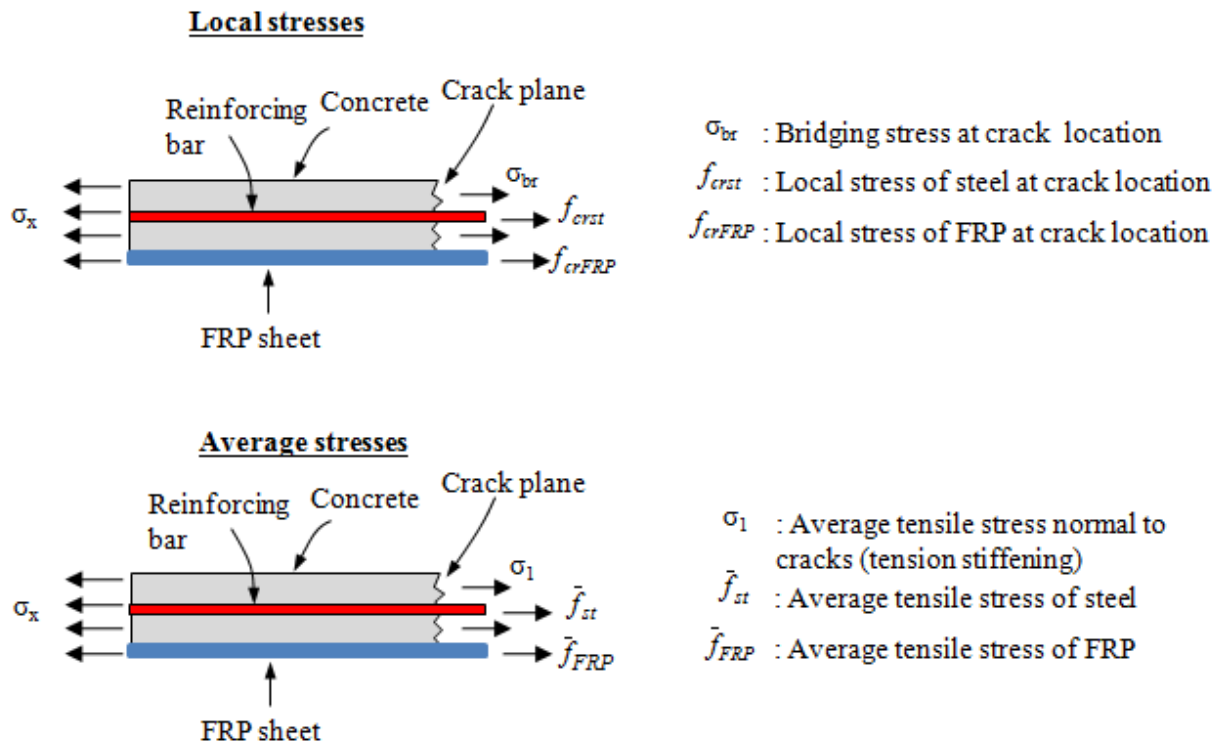 Local stresses
Reinforcing
bar
Concrete
Crack plane
σx
σbr
fcrst
fcrFRP
FRP sheet
σbr : Bridging stress at crack location
fcrst : Local stress of steel at crack location
fcrFRP : Local stress of FRP at crack location
Average stresses
Reinforcing
bar
Concrete
Crack plane
σx
σ1
f̄st
f̄FRP
FRP sheet
σ1 : Average tensile stress normal to
cracks (tension stiffening)
f̄st : Average tensile stress of steel
f̄FRP : Average tensile stress of FRP